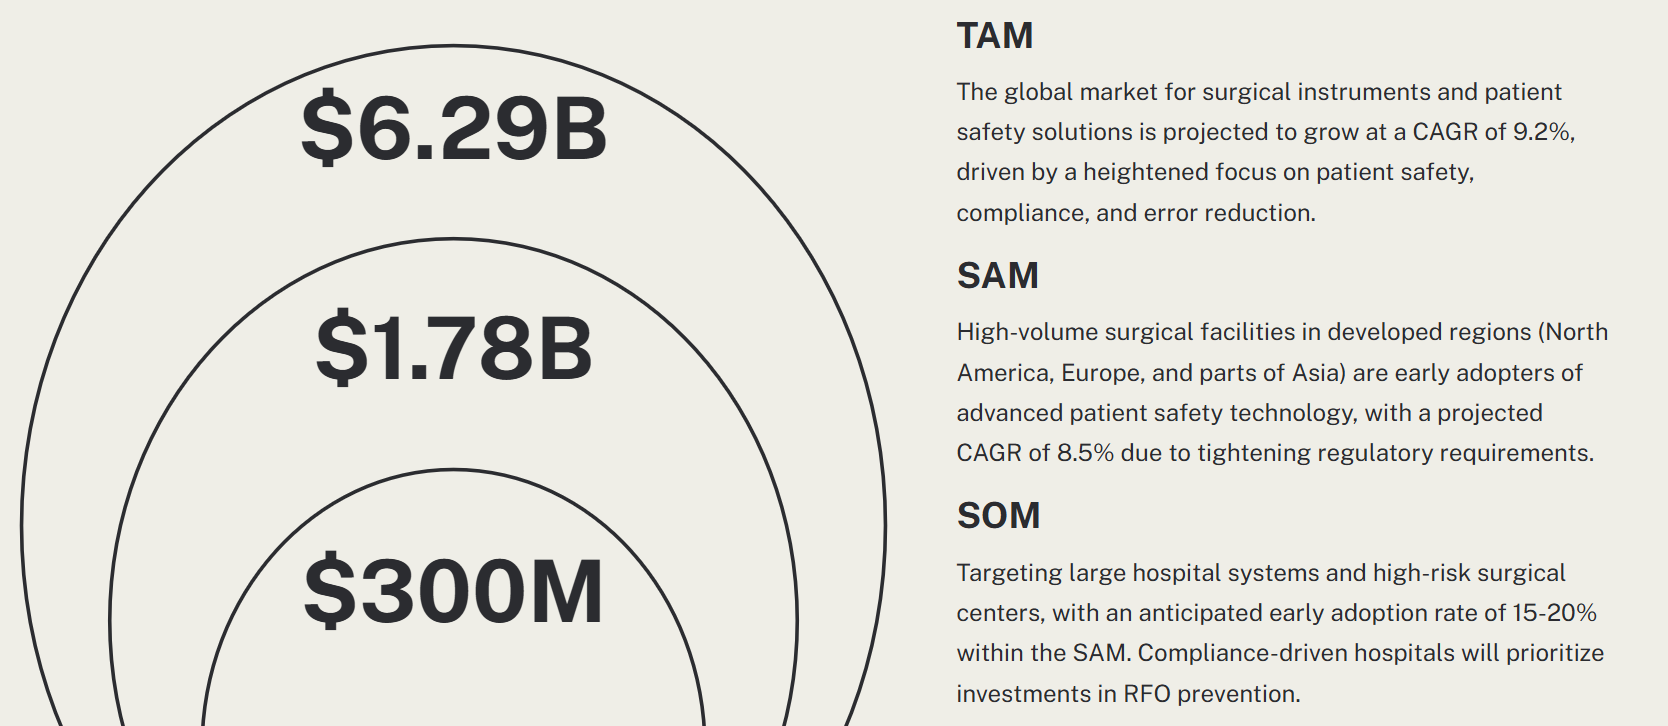 $6.29B
$1.78B
$300M
TAM
The global market for surgical instruments and patient
safety solutions is projected to grow at a CAGR of 9.2%,
driven by a heightened focus on patient safety,
compliance, and error reduction.
SAM
High-volume surgical facilities in developed regions (North
America, Europe, and parts of Asia) are early adopters of
advanced patient safety technology, with a projected
CAGR of 8.5% due to tightening regulatory requirements.
SOM
Targeting large hospital systems and high-risk surgical
centers, with an anticipated early adoption rate of 15-20%
within the SAM. Compliance-driven hospitals will prioritize
investments in RFO prevention.